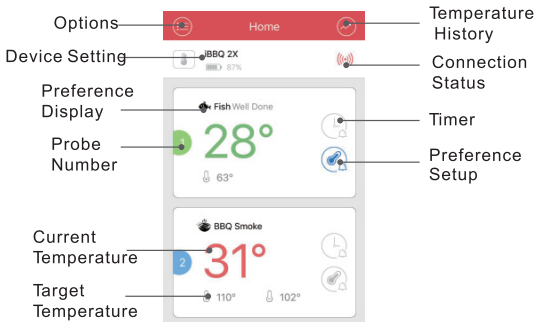 Options
Home
Temperature
History
Device Setting
iBBQ 2X
87%
Connection
Status
Preference
Display
Fish Well Done
Timer
Probe
Number
1
28°
Preference
Setup
63°
BBQ Smoke
Current
Temperature
2
31°
Target
Temperature
110°
102°